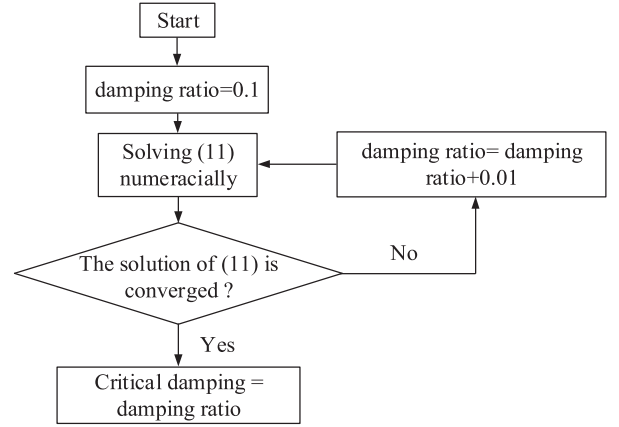 Start
damping ratio=0.1
Solving (11)
numeracially
damping ratio= damping
ratio+0.01
The solution of (11) is
converged ?
No
Yes
Critical damping =
damping ratio